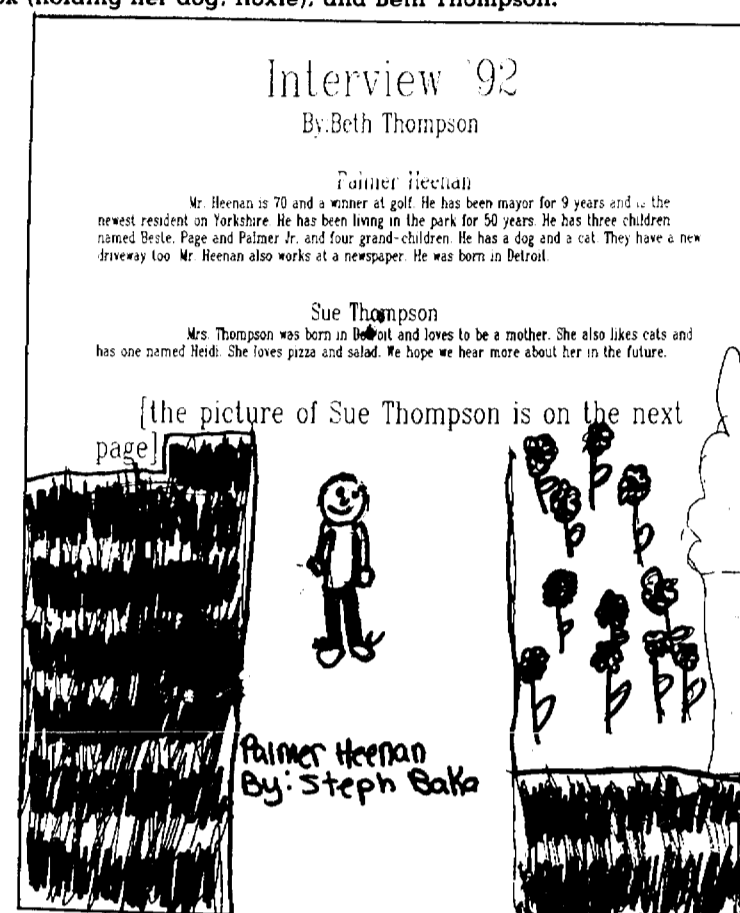 (holding her dog, Roxie), and Beth Thompson.
Interview '92
By:Beth Thompson
Palmer Heenan
Mr. Heenan is 70 and a winner at golf. He has been mayor for 9 years and is the
newest resident on Yorkshire. He has been living in the park for 50 years. He has three children
named Beste, Page and Palmer Jr. and four grand-children. He has a dog and a cat. They have a new
driveway too. Mr. Heenan also works at a newspaper. He was born in Detroit.
Sue Thompson
Mrs. Thompson was born in Detroit and loves to be a mother. She also likes cats and
has one named Heidi. She loves pizza and salad. We hope we hear more about her in the future.
[the picture of Sue Thompson is on the next
page]
Palmer Heenan
By: Steph Baka